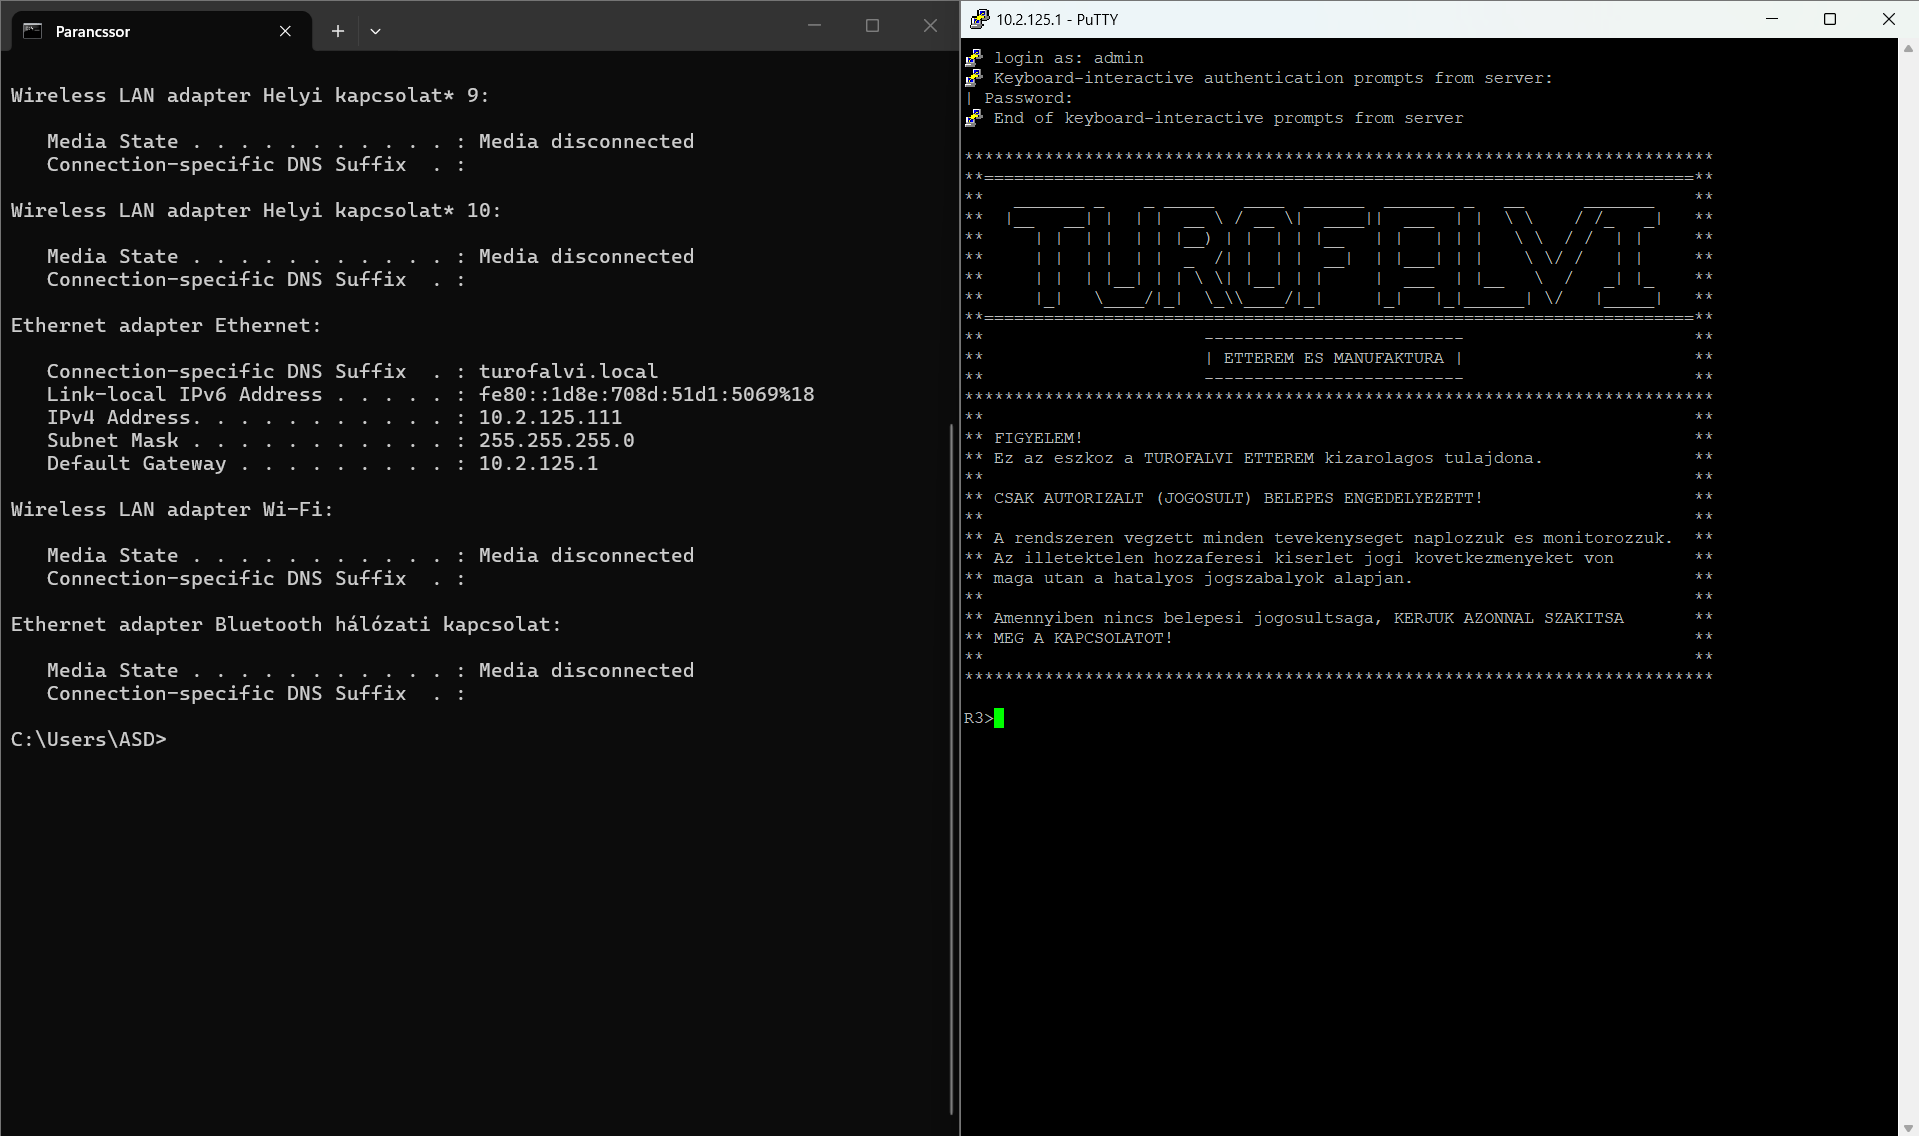 Parancssor
Wireless LAN adapter Helyi kapcsolat* 9:
Media State . . . . . . . . . . . : Media disconnected
Connection-specific DNS Suffix  . :
Wireless LAN adapter Helyi kapcsolat* 10:
Media State . . . . . . . . . . . : Media disconnected
Connection-specific DNS Suffix  . :
Ethernet adapter Ethernet:
Connection-specific DNS Suffix  . : turofalvi.local
Link-local IPv6 Address . . . . . : fe80::1d8e:708d:51d1:5069%18
IPv4 Address. . . . . . . . . . . : 10.2.125.111
Subnet Mask . . . . . . . . . . . : 255.255.255.0
Default Gateway . . . . . . . . . : 10.2.125.1
Wireless LAN adapter Wi-Fi:
Media State . . . . . . . . . . . : Media disconnected
Connection-specific DNS Suffix  . :
Ethernet adapter Bluetooth hálózati kapcsolat:
Media State . . . . . . . . . . . : Media disconnected
Connection-specific DNS Suffix  . :
C:\Users\ASD>
10.2.125.1 - PuTTY
login as: admin
Keyboard-interactive authentication prompts from server:
| Password:
End of keyboard-interactive prompts from server
TUROFALVI
| ETTEREM ES MANUFAKTURA |
** FIGYELEM! **
** Ez az eszkoz a TUROFALVI ETTEREM kizarolagos tulajdona. **
** CSAK AUTORIZALT (JOGOSULT) BELEPES ENGEDELYEZETT! **
** A rendszeren vegzett minden tevekenyseget naplozzuk es monitorozzuk. **
** Az illetektelen hozzaferesi kiserlet jogi kovetkezmenyeket von **
** maga utan a hatalyos jogszabalyok alapjan. **
** Amennyiben nincs belepesi jogosultsaga, KERJUK AZONNAL SZAKITSA **
** MEG A KAPCSOLATOT! **
R3>